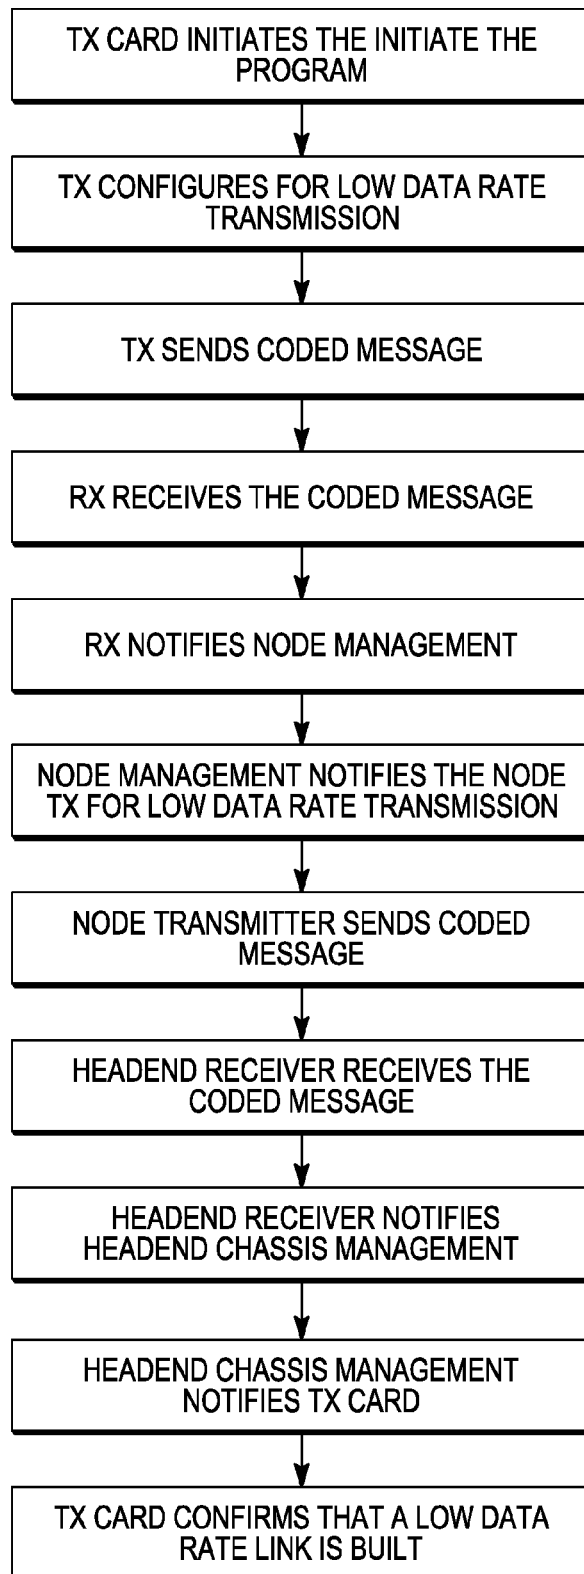 TX CARD INITIATES THE INITIATE THE
PROGRAM
TX CONFIGURES FOR LOW DATA RATE
TRANSMISSION
TX SENDS CODED MESSAGE
RX RECEIVES THE CODED MESSAGE
RX NOTIFIES NODE MANAGEMENT
NODE MANAGEMENT NOTIFIES THE NODE
TX FOR LOW DATA RATE TRANSMISSION
NODE TRANSMITTER SENDS CODED
MESSAGE
HEADEND RECEIVER RECEIVES THE
CODED MESSAGE
HEADEND RECEIVER NOTIFIES
HEADEND CHASSIS MANAGEMENT
HEADEND CHASSIS MANAGEMENT
NOTIFIES TX CARD
TX CARD CONFIRMS THAT A LOW DATA
RATE LINK IS BUILT